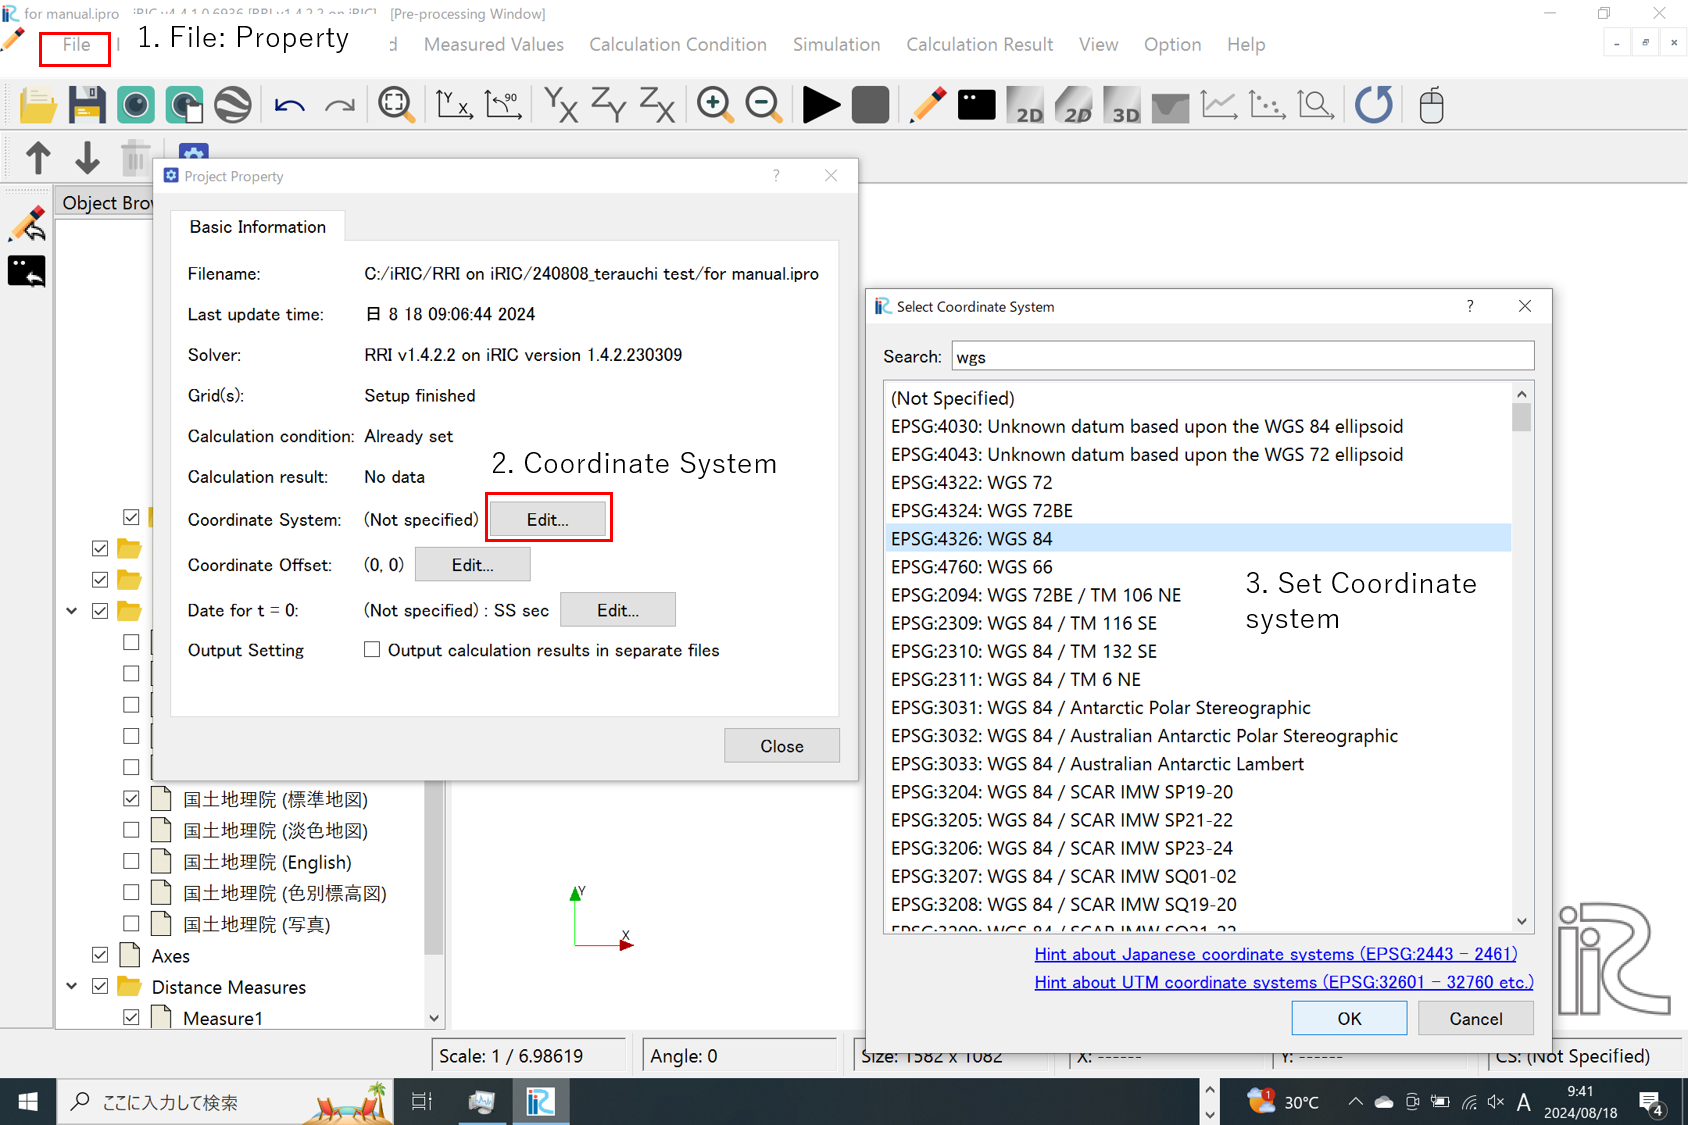 for manual.ipro - iRIC v4.4.1.0.6936 [RRI v1.4.2.2 on iRIC] [Pre-processing Window]
1. File: Property
File
Measured Values Calculation Condition Simulation Calculation Result View Option Help
Y X 90 Y X Z Y Z X 2D 2D 3D
Project Property
Object Brow
Basic Information
Filename: C:/iRIC/RRI on iRIC/240808_terauchi test/for manual.ipro
Last update time: 日 8 18 09:06:44 2024
Solver: RRI v1.4.2.2 on iRIC version 1.4.2.230309
Grid(s): Setup finished
Calculation condition: Already set
2. Coordinate System
Calculation result: No data
Coordinate System: (Not specified) Edit...
Coordinate Offset: (0, 0) Edit...
Date for t = 0: (Not specified) : SS sec Edit...
Output Setting Output calculation results in separate files
Close
Select Coordinate System
Search: wgs
(Not Specified)
EPSG:4030: Unknown datum based upon the WGS 84 ellipsoid
EPSG:4043: Unknown datum based upon the WGS 72 ellipsoid
EPSG:4322: WGS 72
EPSG:4324: WGS 72BE
EPSG:4326: WGS 84
EPSG:4760: WGS 66
EPSG:2094: WGS 72BE / TM 106 NE
EPSG:2309: WGS 84 / TM 116 SE
EPSG:2310: WGS 84 / TM 132 SE
EPSG:2311: WGS 84 / TM 6 NE
EPSG:3031: WGS 84 / Antarctic Polar Stereographic
EPSG:3032: WGS 84 / Australian Antarctic Polar Stereographic
EPSG:3033: WGS 84 / Australian Antarctic Lambert
EPSG:3204: WGS 84 / SCAR IMW SP19-20
EPSG:3205: WGS 84 / SCAR IMW SP21-22
EPSG:3206: WGS 84 / SCAR IMW SP23-24
EPSG:3207: WGS 84 / SCAR IMW SQ01-02
EPSG:3208: WGS 84 / SCAR IMW SQ19-20
EPSG:3209: WGS 84 / SCAR IMW SQ21-22
3. Set Coordinate
system
Hint about Japanese coordinate systems (EPSG:2443 - 2461)
Hint about UTM coordinate systems (EPSG:32601 - 32760 etc.)
OK Cancel
国土地理院 (標準地図)
国土地理院 (淡色地図)
国土地理院 (English)
国土地理院 (色別標高図)
国土地理院 (写真)
Axes
Distance Measures
Measure1
Y
X
iRIC
Scale: 1 / 6.98619 Angle: 0 Size: 1582 x 1082 X: ------ Y: ------ CS: (Not Specified)
ここに入力して検索
1 30°C A 9:41
2024/08/18 4